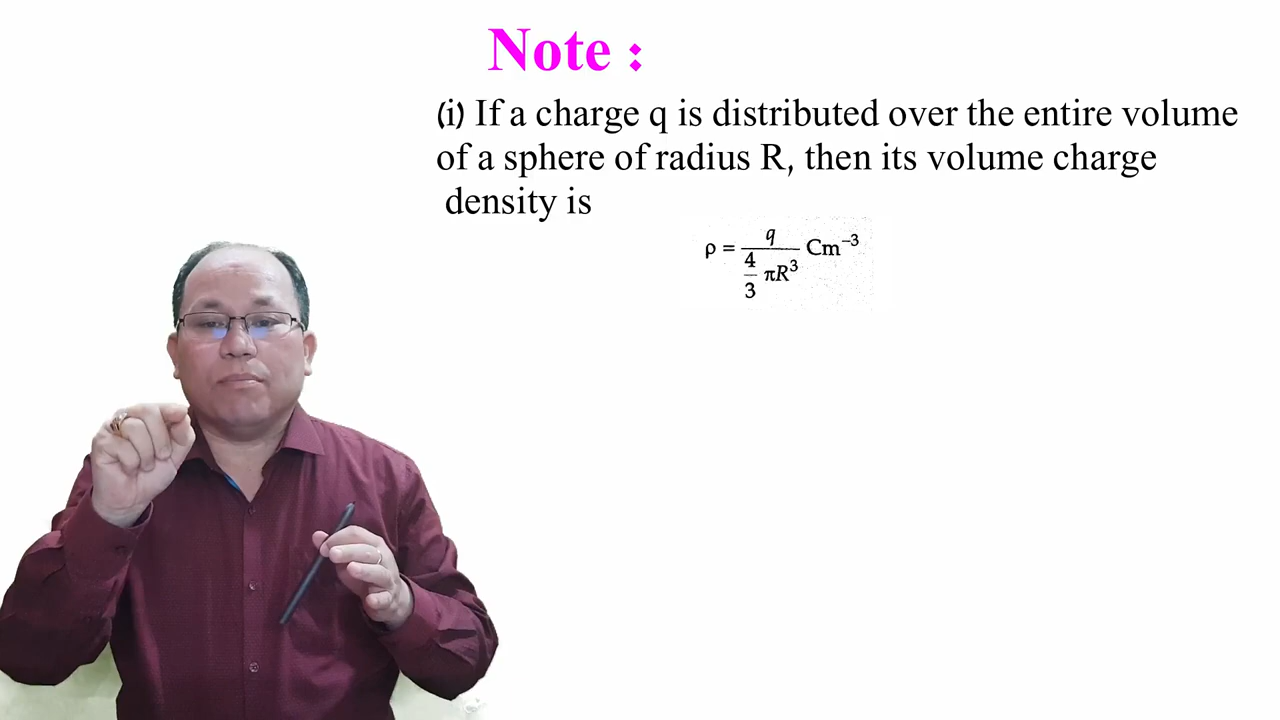 Note :
(i) If a charge q is distributed over the entire volume
of a sphere of radius R, then its volume charge
density is
ρ = q / (4/3 πR³) Cm⁻³